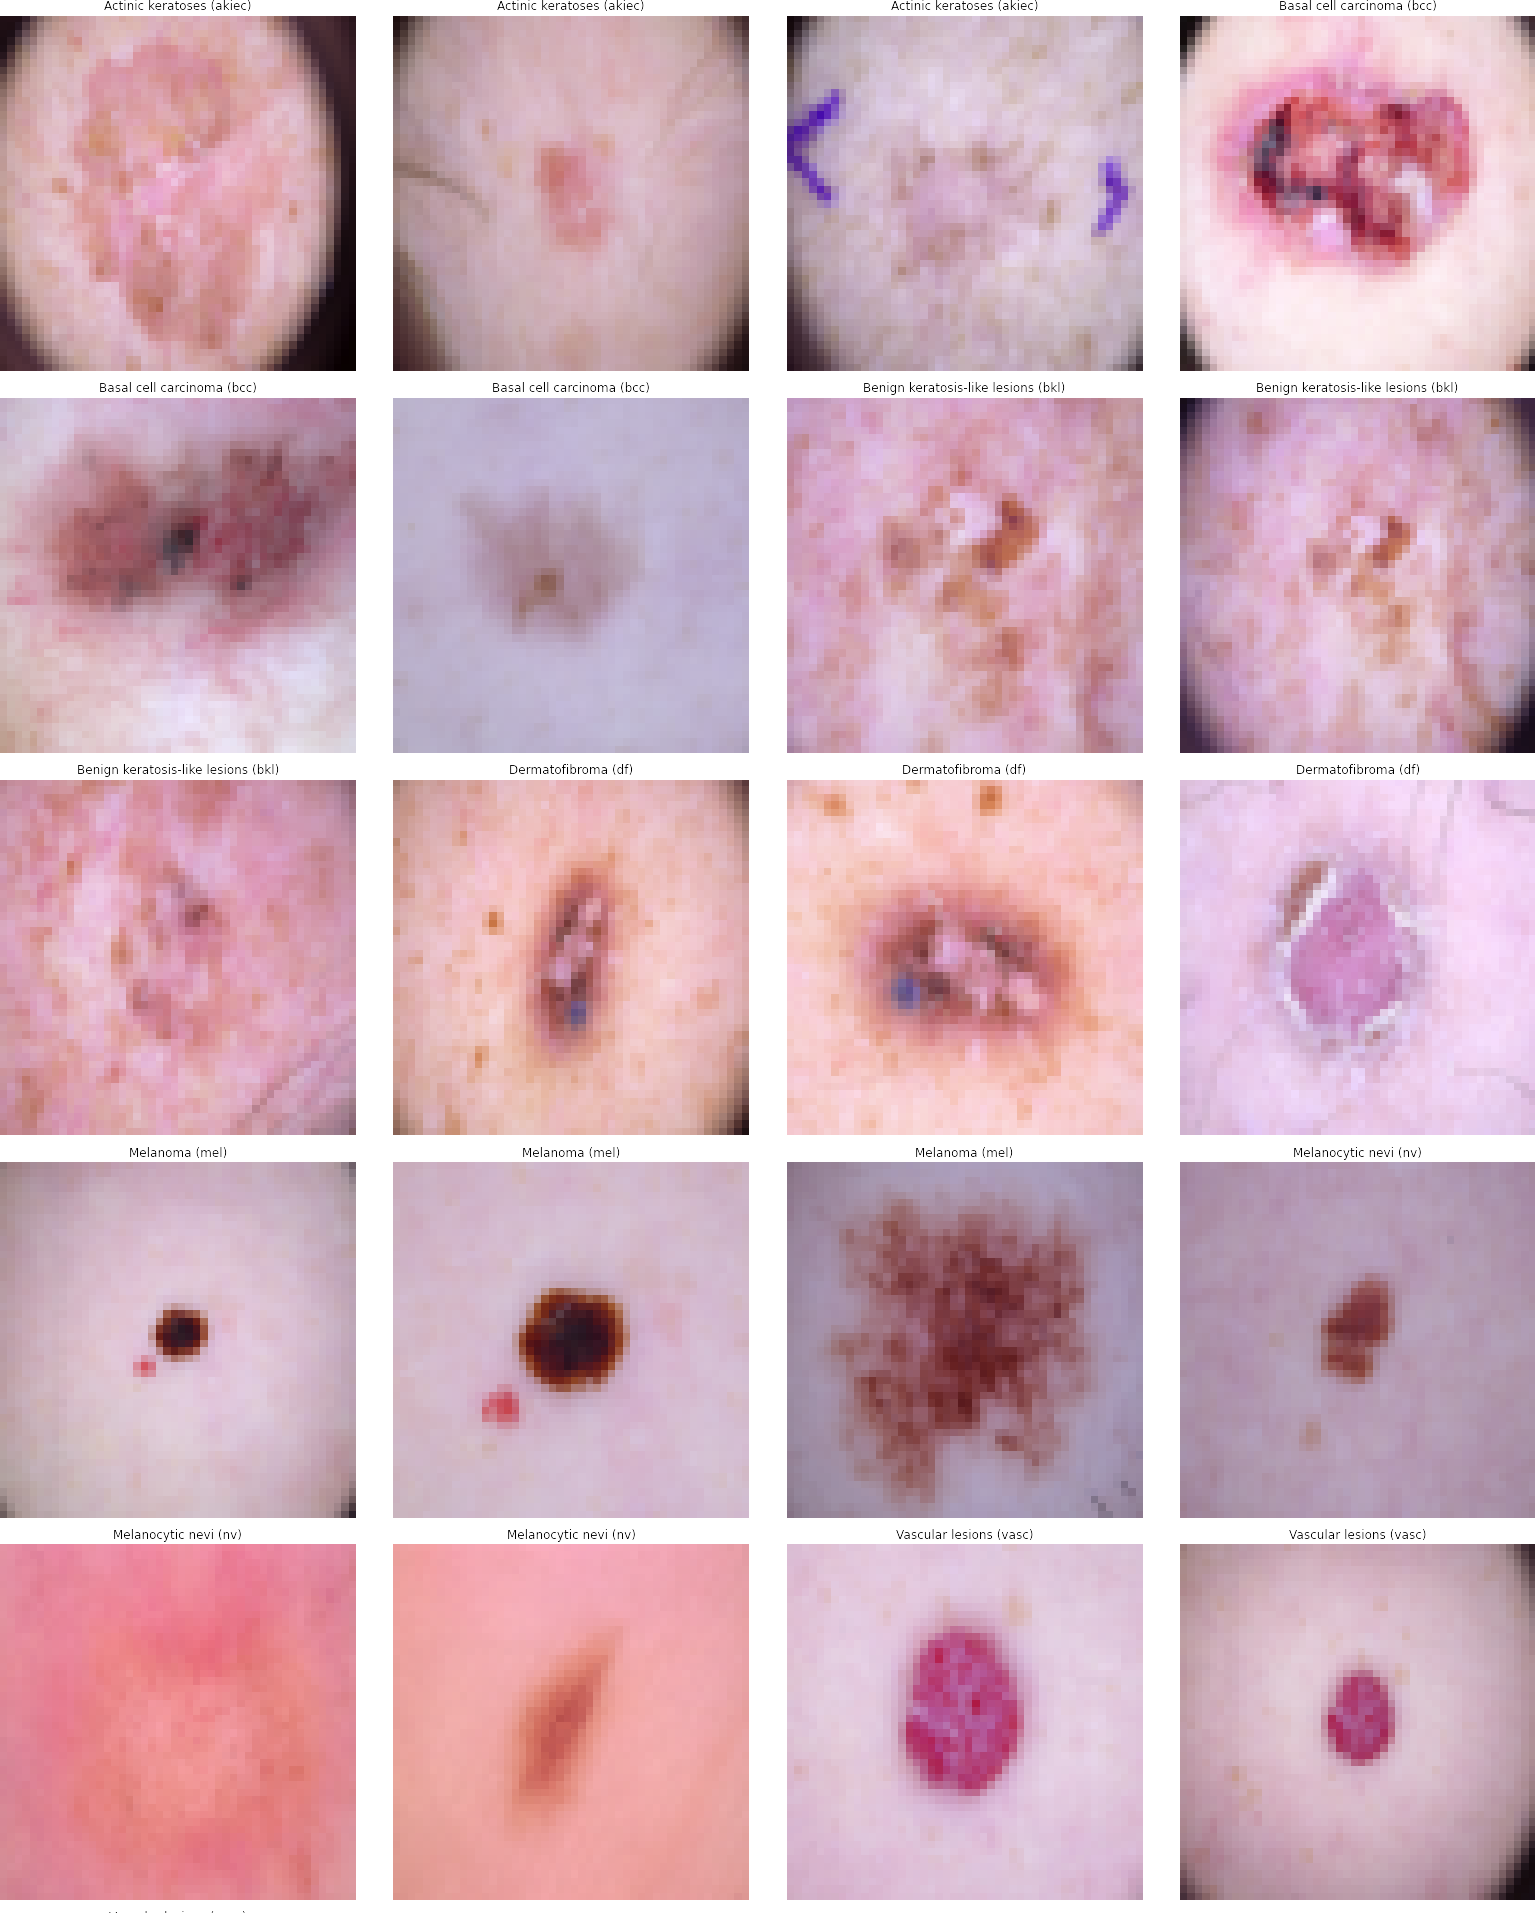 Actinic keratoses (akiec)
Actinic keratoses (akiec)
Actinic keratoses (akiec)
Basal cell carcinoma (bcc)
Basal cell carcinoma (bcc)
Basal cell carcinoma (bcc)
Benign keratosis-like lesions (bkl)
Benign keratosis-like lesions (bkl)
Benign keratosis-like lesions (bkl)
Dermatofibroma (df)
Dermatofibroma (df)
Dermatofibroma (df)
Melanoma (mel)
Melanoma (mel)
Melanoma (mel)
Melanocytic nevi (nv)
Melanocytic nevi (nv)
Melanocytic nevi (nv)
Vascular lesions (vasc)
Vascular lesions (vasc)